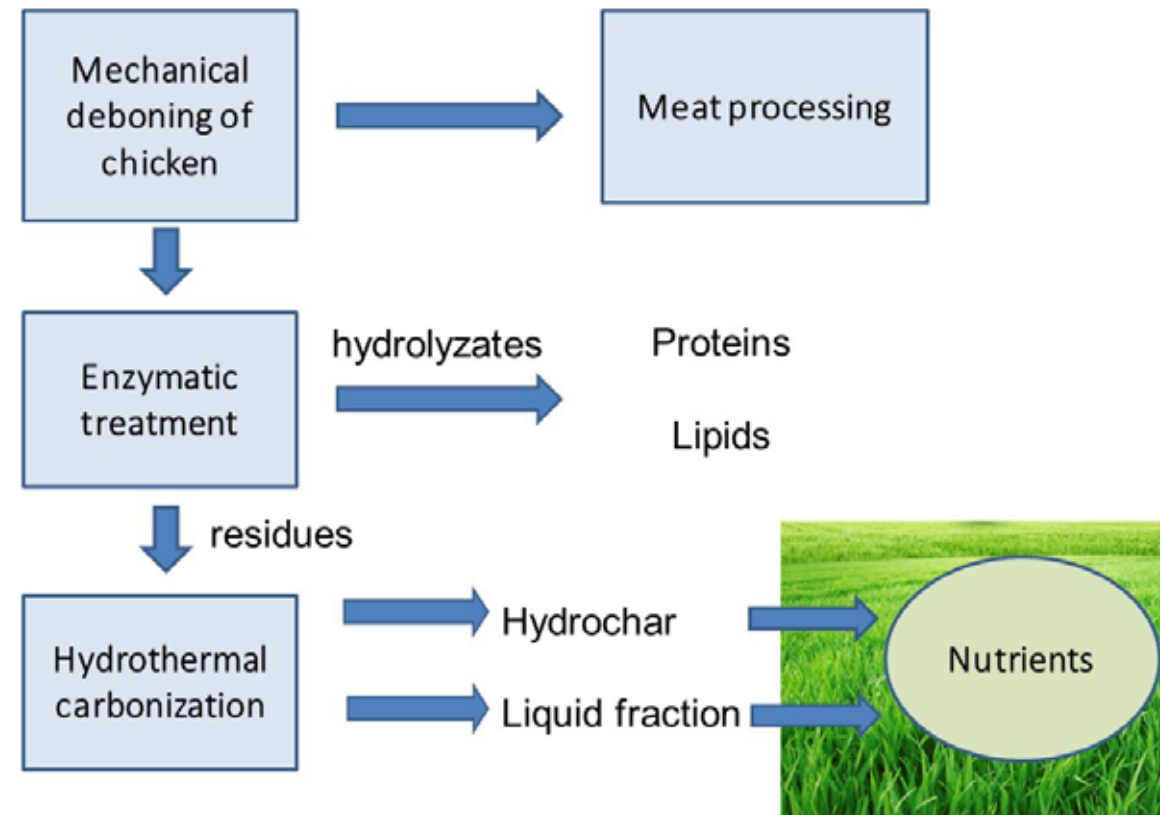 Mechanical
deboning of
chicken
Meat processing
Enzymatic
treatment
hydrolyzates
Proteins
Lipids
residues
Hydrothermal
carbonization
Hydrochar
Liquid fraction
Nutrients